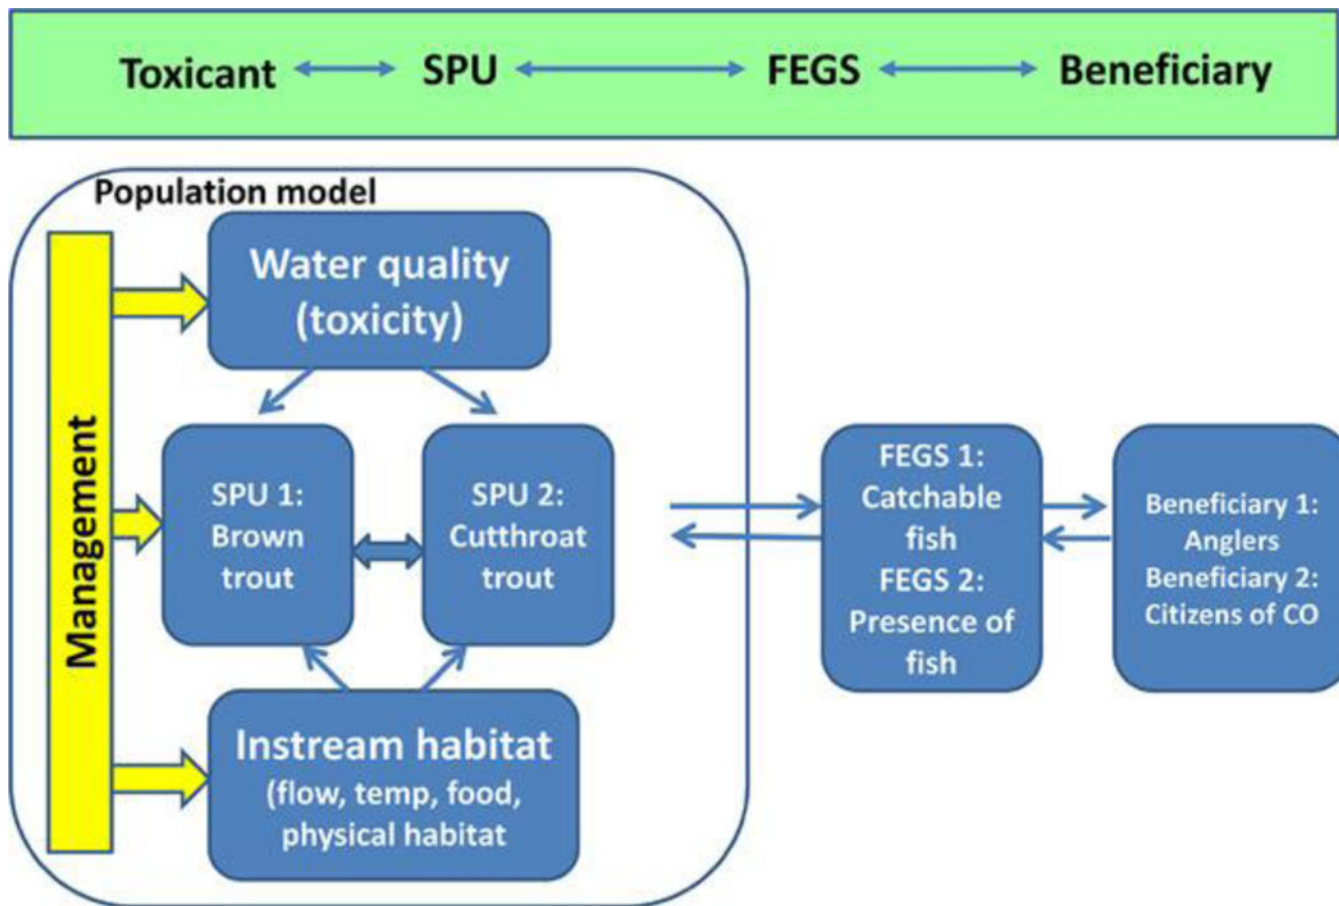 Toxicant SPU FEGS Beneficiary
Population model
Management
Water quality
(toxicity)
SPU 1:
Brown
trout
SPU 2:
Cutthroat
trout
Instream habitat
(flow, temp, food,
physical habitat
FEGS 1:
Catchable
fish
FEGS 2:
Presence of
fish
Beneficiary 1:
Anglers
Beneficiary 2:
Citizens of CO